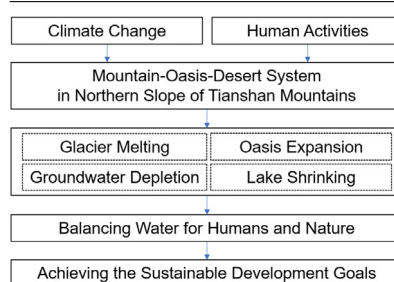 Climate Change
Human Activities
Mountain-Oasis-Desert System
in Northern Slope of Tianshan Mountains
Glacier Melting
Oasis Expansion
Groundwater Depletion
Lake Shrinking
Balancing Water for Humans and Nature
Achieving the Sustainable Development Goals